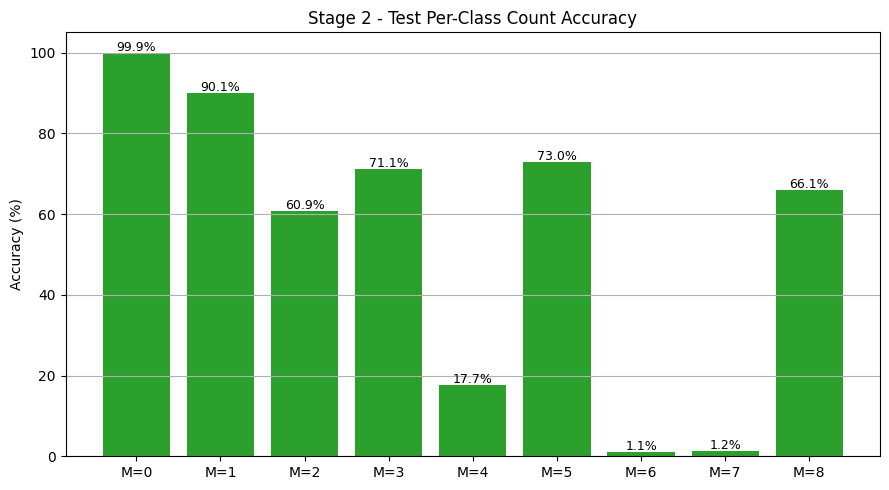 Stage 2 - Test Per-Class Count Accuracy
Accuracy (%)
100
80
60
40
20
0
99.9%
90.1%
60.9%
71.1%
17.7%
73.0%
1.1%
1.2%
66.1%
M=0
M=1
M=2
M=3
M=4
M=5
M=6
M=7
M=8